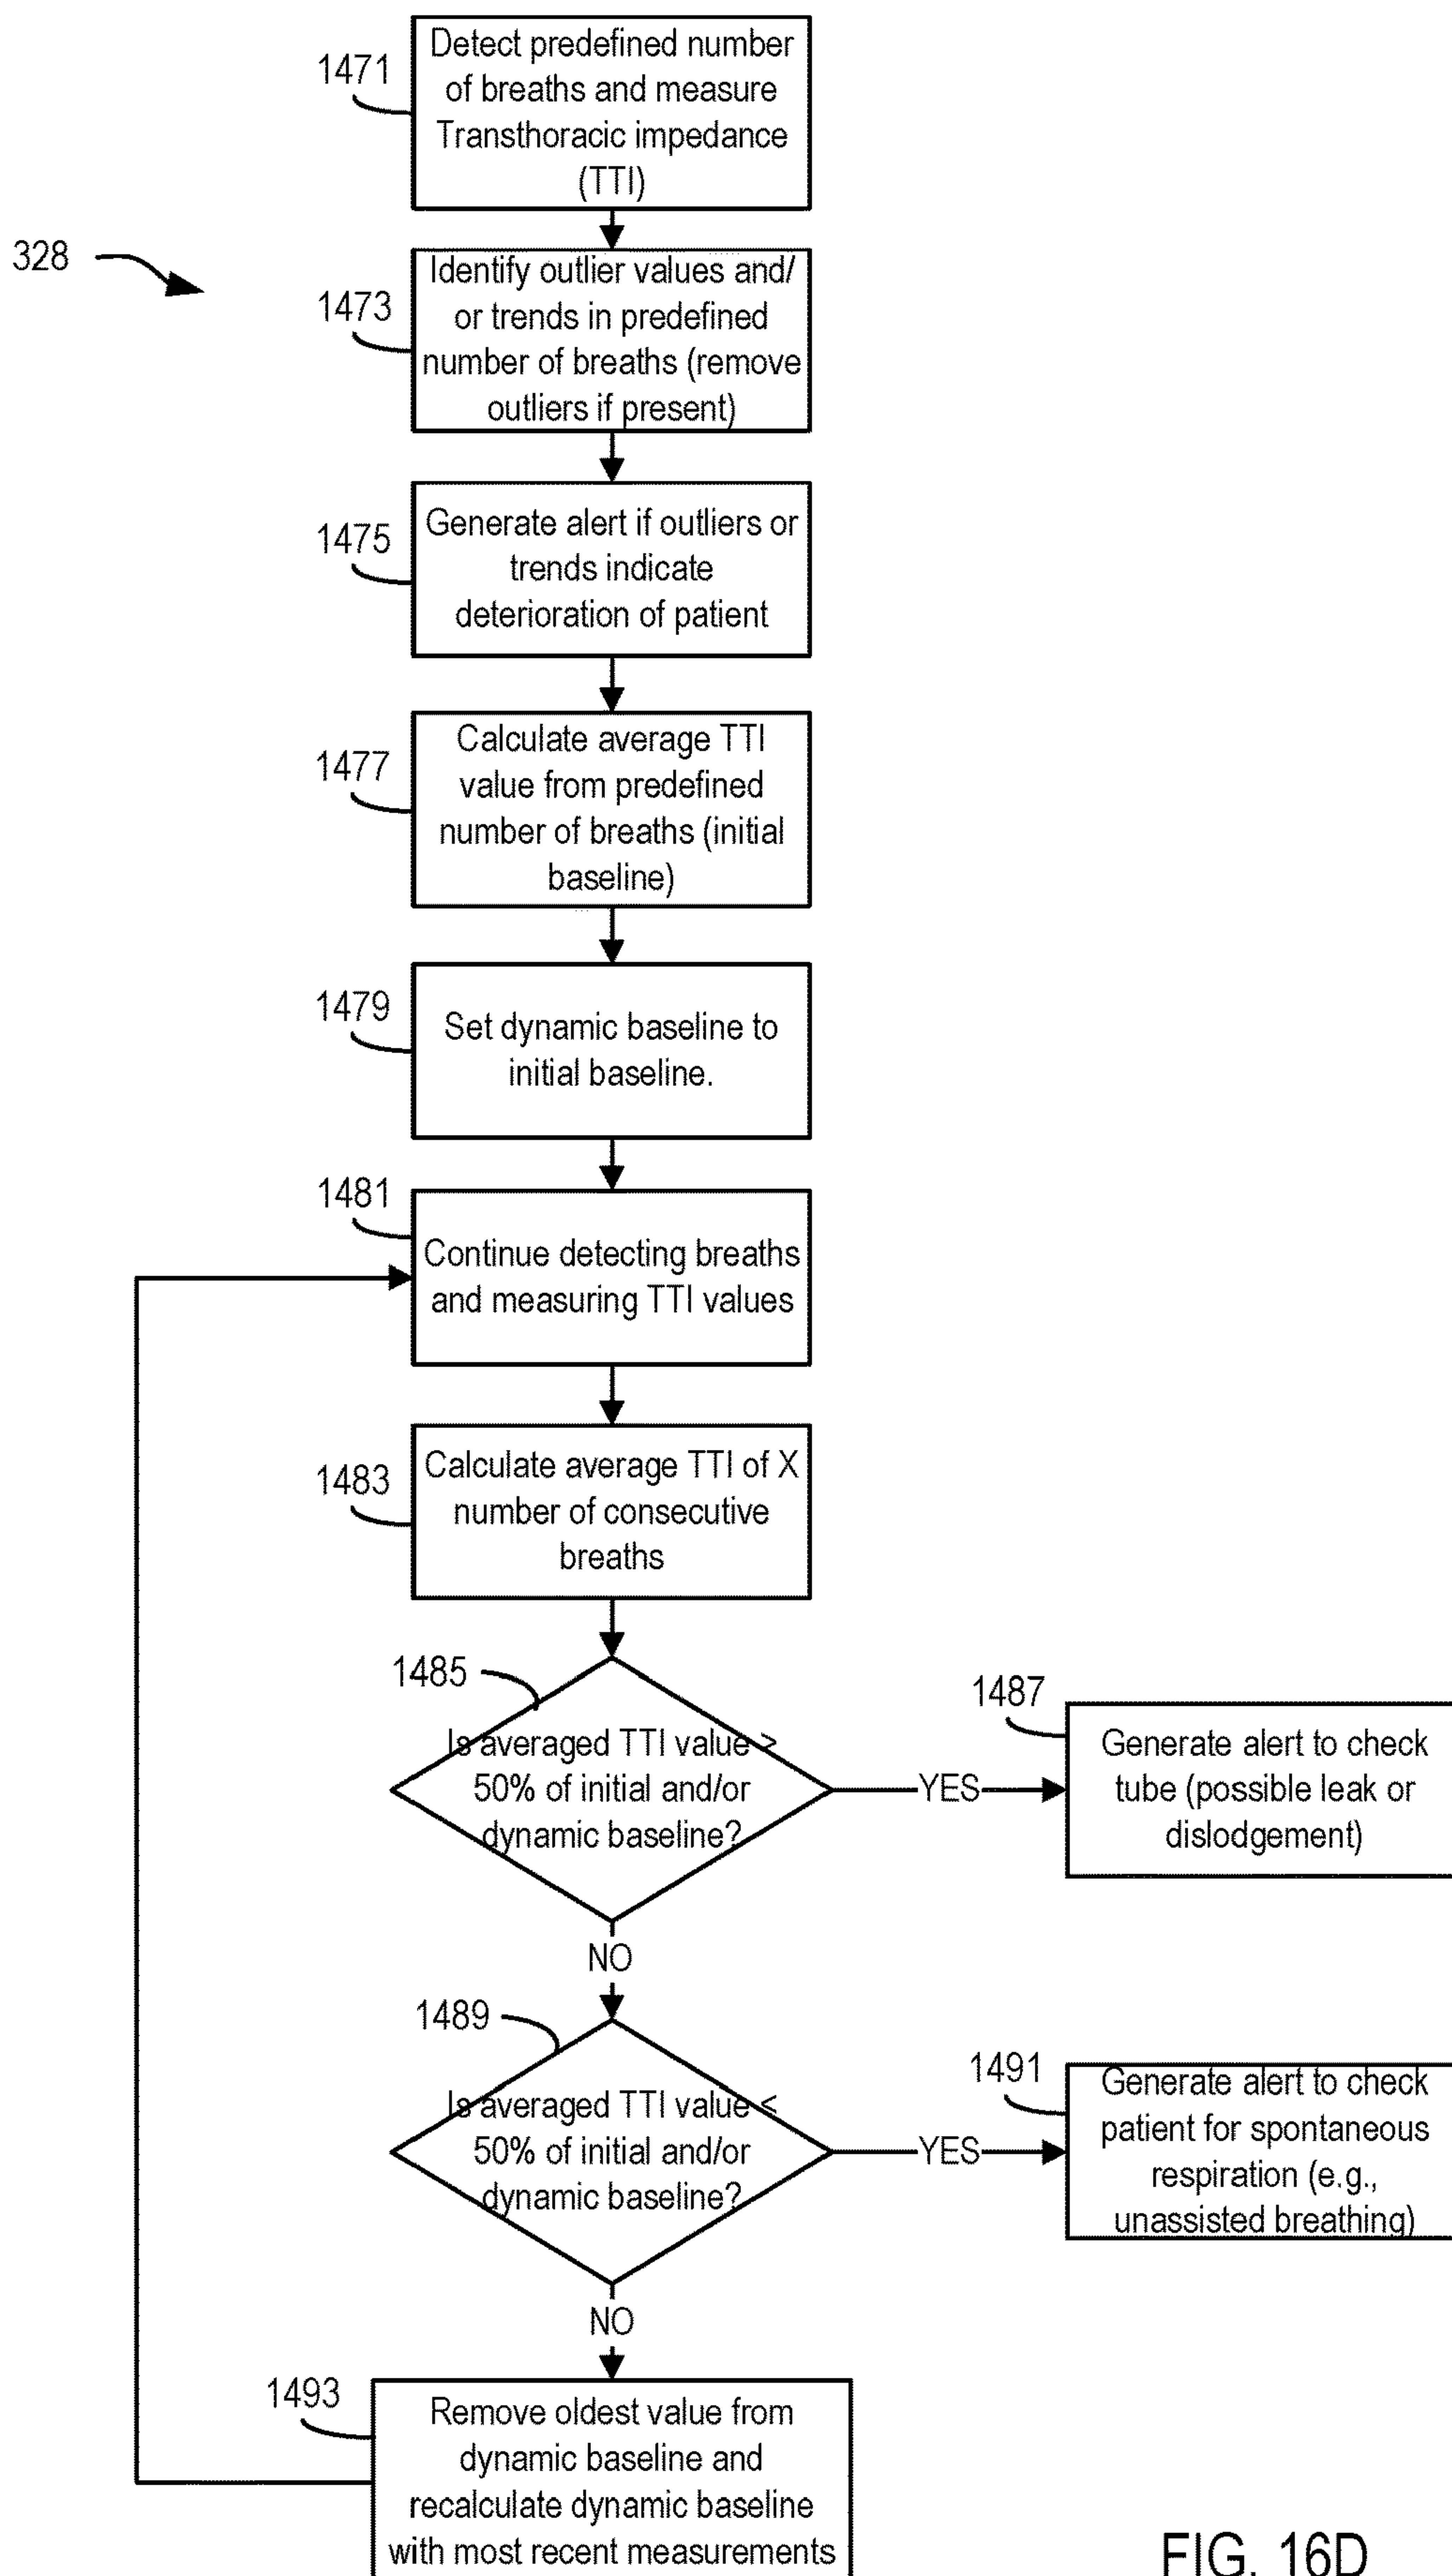 1471
Detect predefined number
of breaths and measure
Transthoracic impedance
(TTI)
328
1473
Identify outlier values and/
or trends in predefined
number of breaths (remove
outliers if present)
1475
Generate alert if outliers or
trends indicate
deterioration of patient
1477
Calculate average TTI
value from predefined
number of breaths (initial
baseline)
1479
Set dynamic baseline to
initial baseline.
1481
Continue detecting breaths
and measuring TTI values
1483
Calculate average TTI of X
number of consecutive
breaths
1485
Is averaged TTI value >
50% of initial and/or
dynamic baseline?
YES
1487
Generate alert to check
tube (possible leak or
dislodgement)
NO
1489
Is averaged TTI value <
50% of initial and/or
dynamic baseline?
YES
1491
Generate alert to check
patient for spontaneous
respiration (e.g.,
unassisted breathing)
NO
1493
Remove oldest value from
dynamic baseline and
recalculate dynamic baseline
with most recent measurements
FIG. 16D